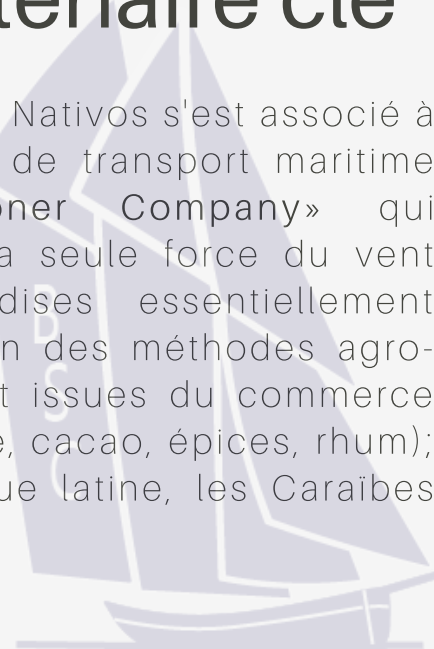 tenaire clé
Nativos s'est associé à
de transport maritime
oner Company» qui
a seule force du vent
dises essentiellement
n des méthodes agro-
t issues du commerce
e, cacao, épices, rhum);
ue latine, les Caraïbes
B
S
C